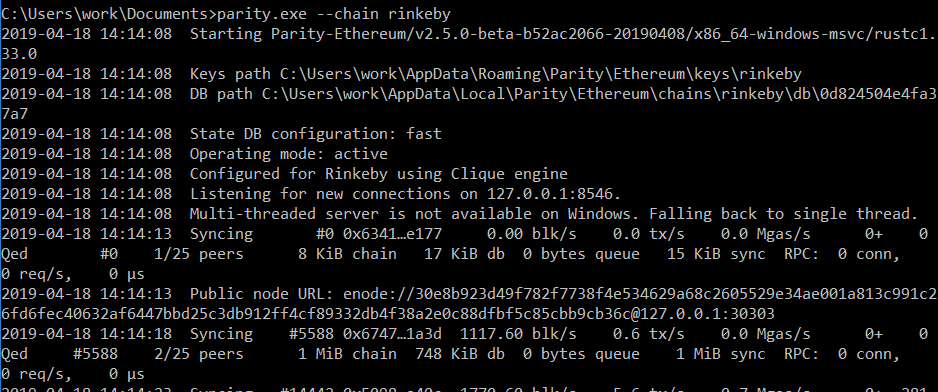 C:\Users\work\Documents>parity.exe --chain rinkeby
2019-04-18 14:14:08  Starting Parity-Ethereum/v2.5.0-beta-b52ac2066-20190408/x86_64-windows-msvc/rustc1.
33.0
2019-04-18 14:14:08  Keys path C:\Users\work\AppData\Roaming\Parity\Ethereum\keys\rinkeby
2019-04-18 14:14:08  DB path C:\Users\work\AppData\Local\Parity\Ethereum\chains\rinkeby\db\0d824504e4fa3
7a7
2019-04-18 14:14:08  State DB configuration: fast
2019-04-18 14:14:08  Operating mode: active
2019-04-18 14:14:08  Configured for Rinkeby using Clique engine
2019-04-18 14:14:08  Listening for new connections on 127.0.0.1:8546.
2019-04-18 14:14:08  Multi-threaded server is not available on Windows. Falling back to single thread.
2019-04-18 14:14:13  Syncing       #0 0x6341…e177     0.00 blk/s    0.0 tx/s    0.0 Mgas/s      0+    0
Qed        #0    1/25 peers      8 KiB chain   17 KiB db  0 bytes queue   15 KiB sync  RPC:  0 conn,
0 req/s,    0 µs
2019-04-18 14:14:13  Public node URL: enode://30e8b923d49f782f7738f4e534629a68c2605529e34ae001a813c991c2
6fd6fec40632af6447bbd25c3db912ff4cf89332db4f38a2e0c88dfbf5c85cbb9cb36c@127.0.0.1:30303
2019-04-18 14:14:18  Syncing    #5588 0x6747…1a3d  1117.60 blk/s    0.6 tx/s    0.0 Mgas/s      0+    0
Qed     #5588    2/25 peers      1 MiB chain  748 KiB db  0 bytes queue    1 MiB sync  RPC:  0 conn,
0 req/s,    0 µs